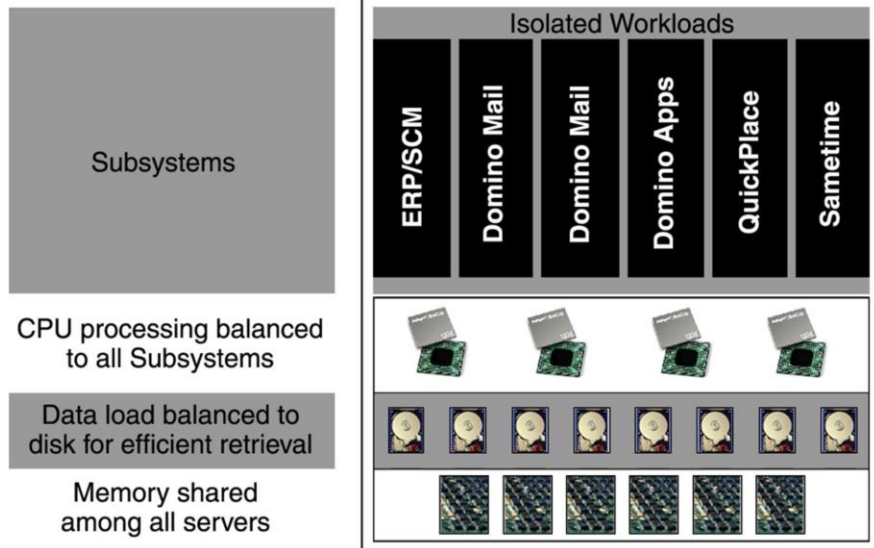 Isolated Workloads
Subsystems
ERP/SCM
Domino Mail
Domino Mail
Domino Apps
QuickPlace
Sametime
CPU processing balanced
to all Subsystems
Data load balanced to
disk for efficient retrieval
Memory shared
among all servers